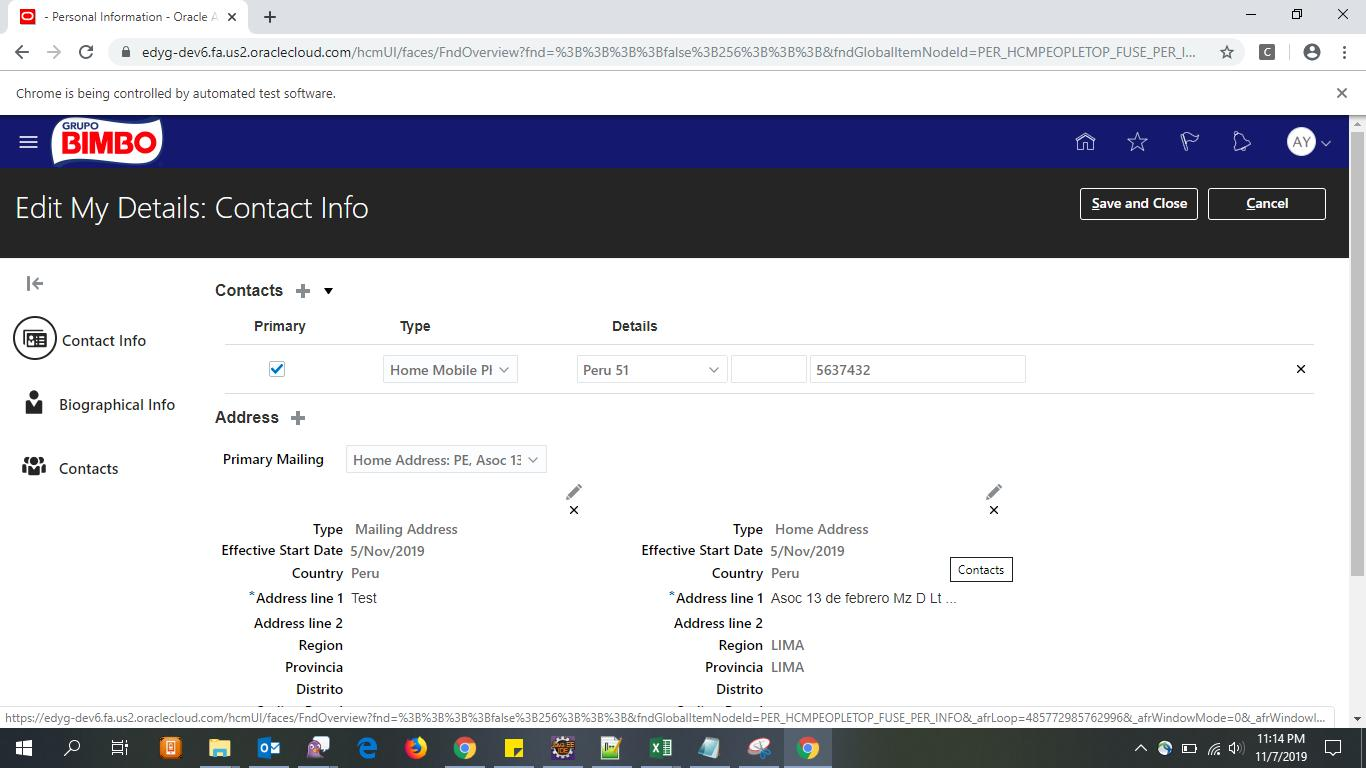 - Personal Information - Oracle A
edyg-dev6.fa.us2.oraclecloud.com/hcmUI/faces/FndOverview?fnd=%3B%3B%3B%3Bfalse%3B256%3B%3B%3B&fndGlobalItemNodeId=PER_HCMPEOPLETOP_FUSE_PER_I...
C
Chrome is being controlled by automated test software.
GRUPO
BIMBO
AY
Edit My Details: Contact Info
Save and Close
Cancel
Contacts
Primary Type Details
Contact Info
Home Mobile Pl Peru 51 5637432
Biographical Info
Address
Primary Mailing Home Address: PE, Asoc 13
Contacts
Type Mailing Address Type Home Address
Effective Start Date 5/Nov/2019 Effective Start Date 5/Nov/2019
Country Peru Country Peru
Contacts
*Address line 1 Test *Address line 1 Asoc 13 de febrero Mz D Lt ...
Address line 2 Address line 2
Region Region LIMA
Provincia Provincia LIMA
Distrito Distrito
https://edyg-dev6.fa.us2.oraclecloud.com/hcmUI/faces/FndOverview?fnd=%3B%3B%3B%3Bfalse%3B256%3B%3B%3B&fndGlobalItemNodeId=PER_HCMPEOPLETOP_FUSE_PER_INFO&_afrLoop=485772985762996&_afrWindowMode=0&_afrWindowI...
11:14 PM
11/7/2019